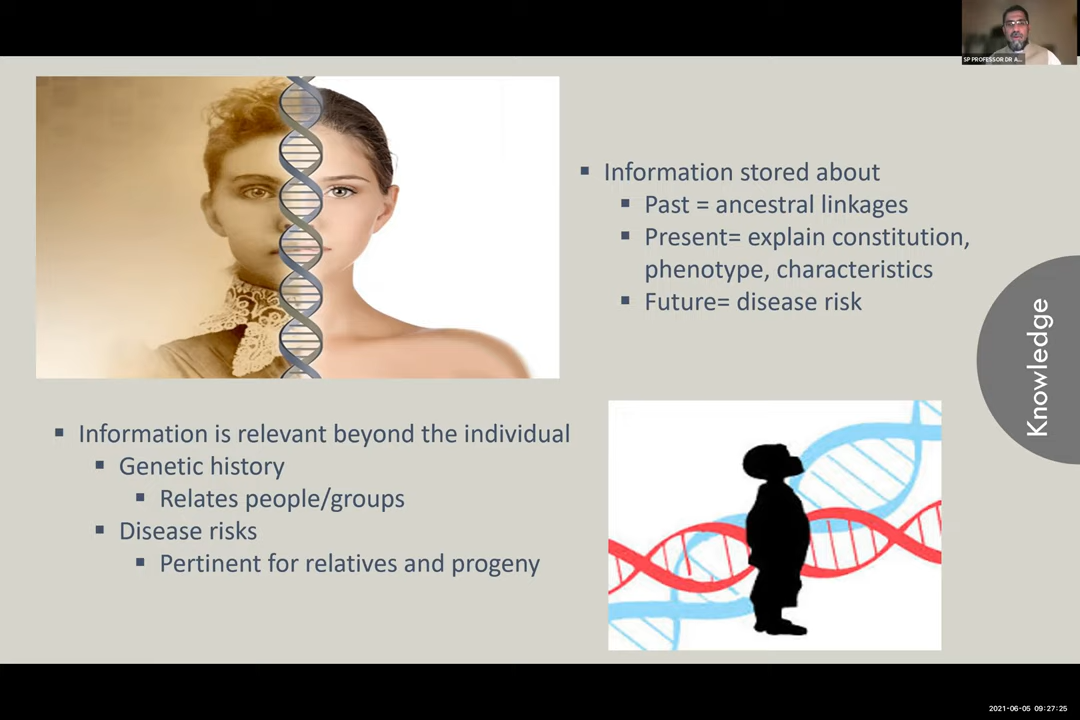 SP PROFESSOR DR A...
Information stored about
Past = ancestral linkages
Present= explain constitution,
phenotype, characteristics
Future= disease risk
Knowledge
Information is relevant beyond the individual
Genetic history
Relates people/groups
Disease risks
Pertinent for relatives and progeny
2021-06-05 09:27:25